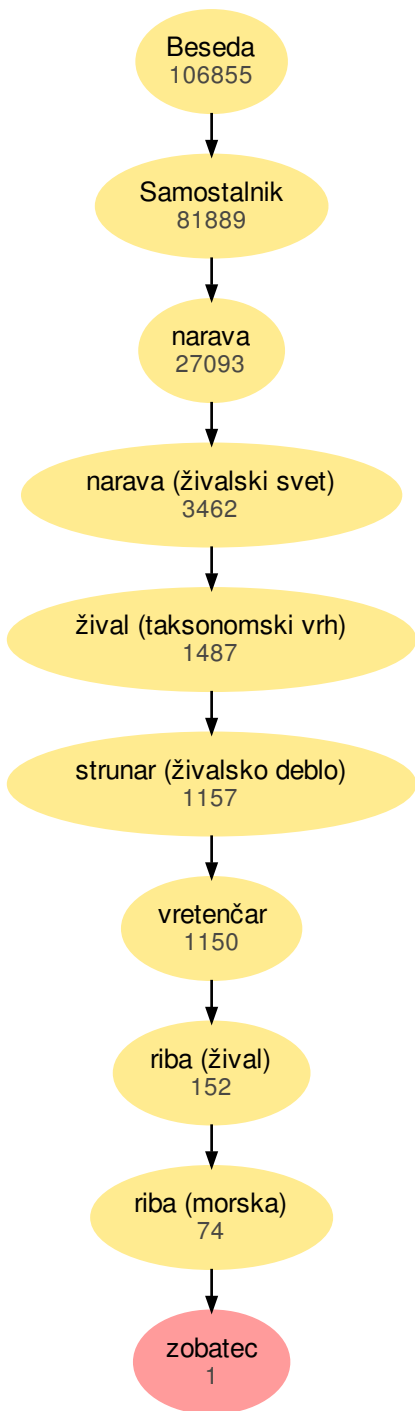 Beseda
106855
Samostalnik
81889
narava
27093
narava (živalski svet)
3462
žival (taksonomski vrh)
1487
strunar (živalsko deblo)
1157
vretenčar
1150
riba (žival)
152
riba (morska)
74
zobatec
1